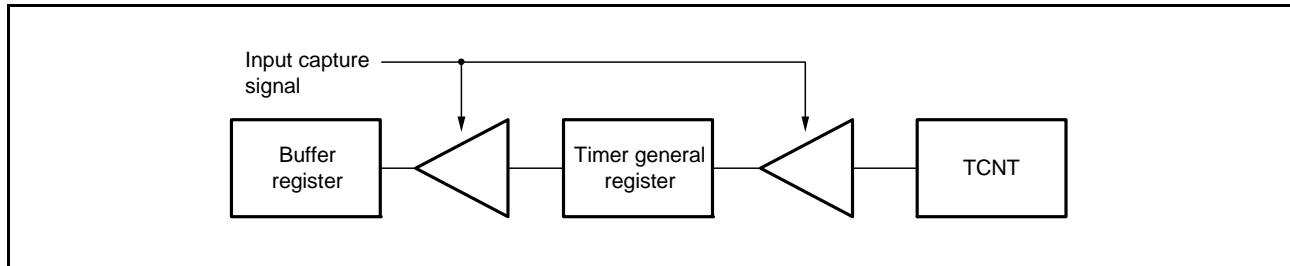 Input capture
signal
Buffer
register
Timer general
register
TCNT